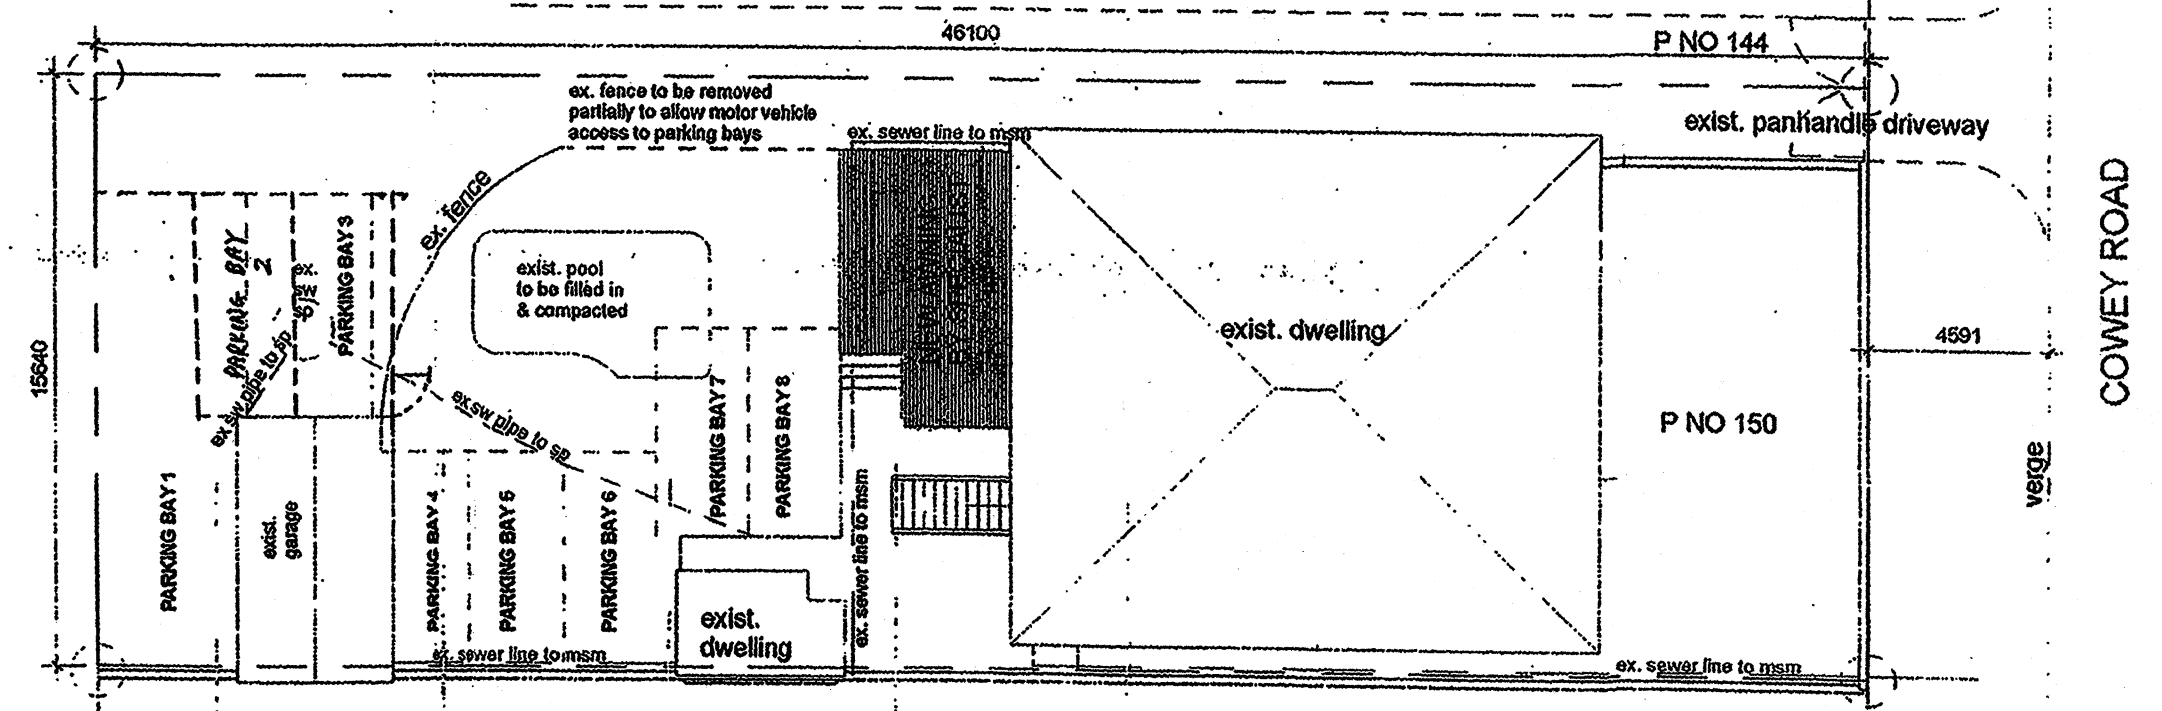 46100
P NO 144
ex. fence to be removed
partially to allow motor vehicle
access to parking bays
ex. sewer line to msm
exist. panhandle driveway
ex. fence
COWEY ROAD
PARKING BAY
2
ex.
sw
sp
PARKING BAY 3
exist. pool
to be filled in
& compacted
NEW AWNING
exist. dwelling
4591
15640
ex sw pipe to sp
ex sw pipe to sp
PARKING BAY 7
PARKING BAY 8
P NO 150
verge
PARKING BAY 1
exist.
garage
PARKING BAY 4
PARKING BAY 5
PARKING BAY 6
ex. sewer line to msm
exist.
dwelling
ex. sewer line to msm
ex. sewer line to msm